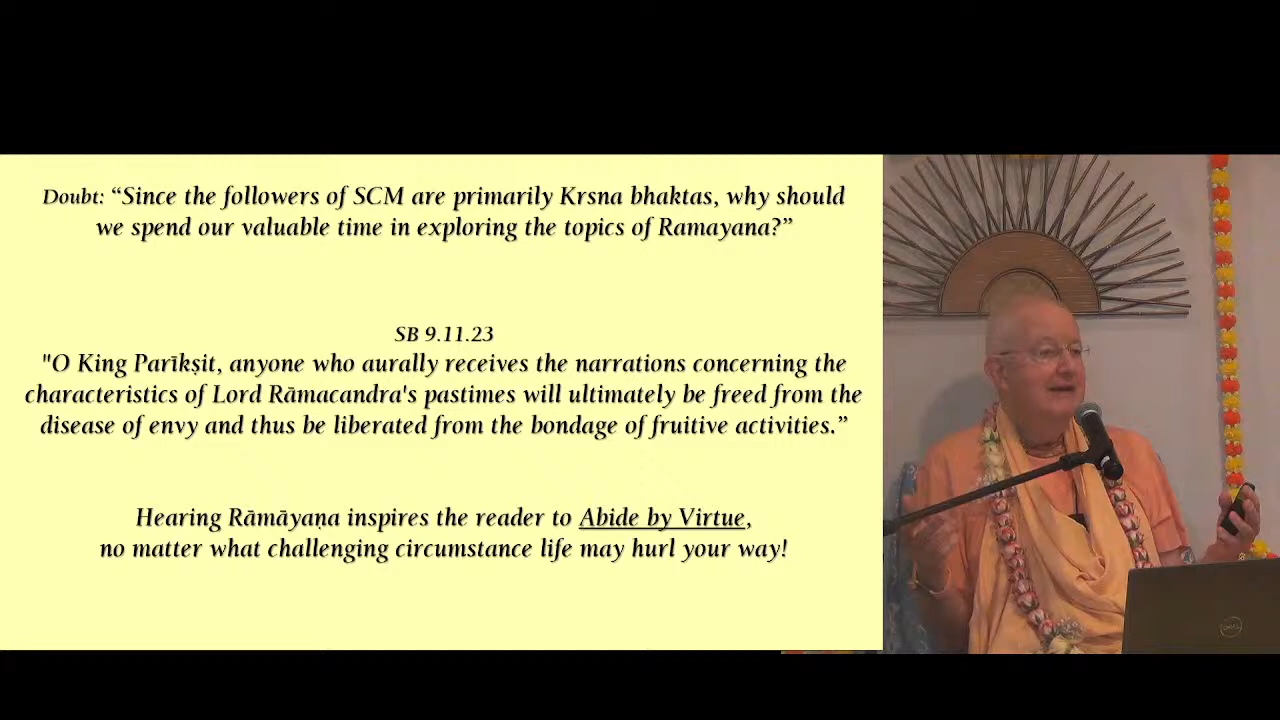 Doubt: “Since the followers of SCM are primarily Krsna bhaktas, why should
we spend our valuable time in exploring the topics of Ramayana?”
SB 9.11.23
"O King Parīkṣit, anyone who aurally receives the narrations concerning the
characteristics of Lord Rāmacandra's pastimes will ultimately be freed from the
disease of envy and thus be liberated from the bondage of fruitive activities.”
Hearing Rāmāyaṇa inspires the reader to Abide by Virtue,
no matter what challenging circumstance life may hurl your way!
DELL